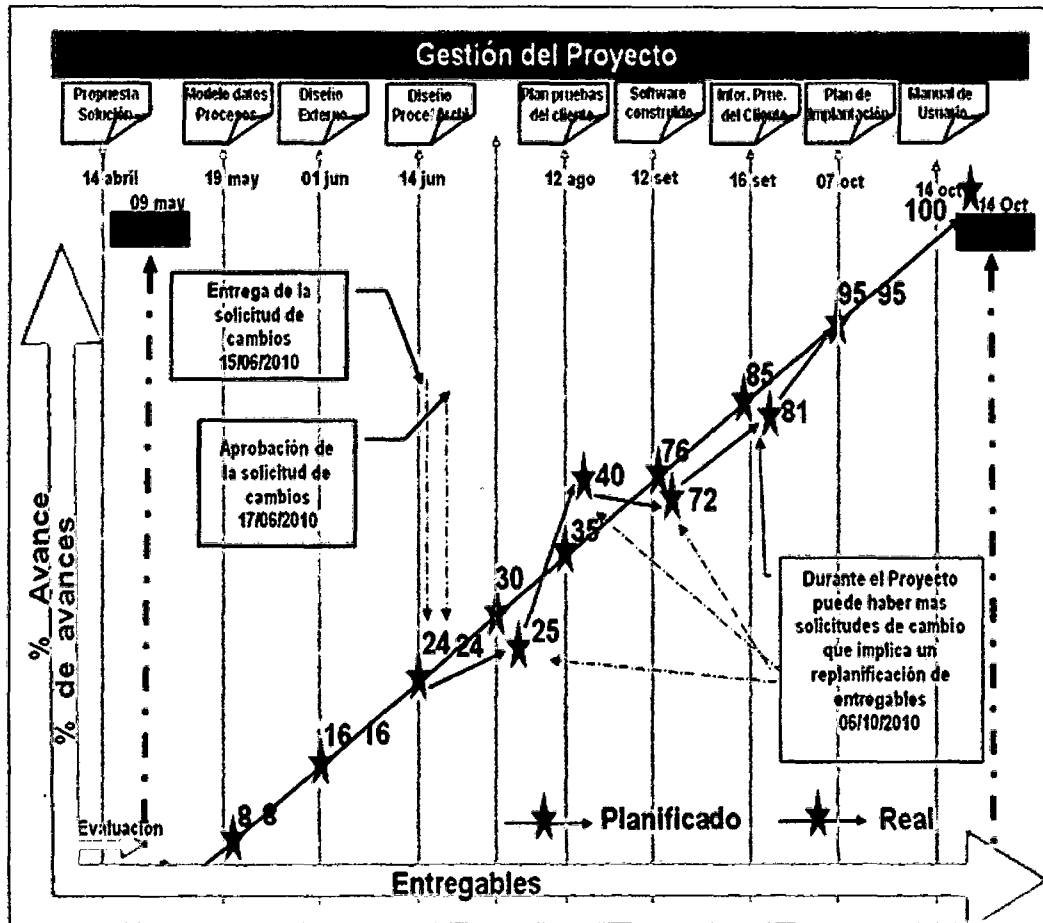 Gestión del Proyecto
Propuesta
Solución
Modelo datos
Procesos
Diseño
Externo
Diseño
Plan pruebas
del cliente
Software
construido
Infor. Prue.
del Cliente
Plan de
Implantación
Manual de
Usuario
14 abril
19 may
01 jun
14 jun
12 ago
12 set
16 set
07 oct
14 oct
09 may
14 Oct
100
Entrega de la
solicitud de
cambios
15/06/2010
95 95
85
81
Aprobación de
la solicitud de
cambios
17/06/2010
76
72
40
35
30
25
24 24
Durante el Proyecto
puede haber mas
solicitudes de cambio
que implica un
replanificación de
entregables
06/10/2010
16 16
8 8
% Avance
% de avances
Evaluación
Planificado
Real
Entregables